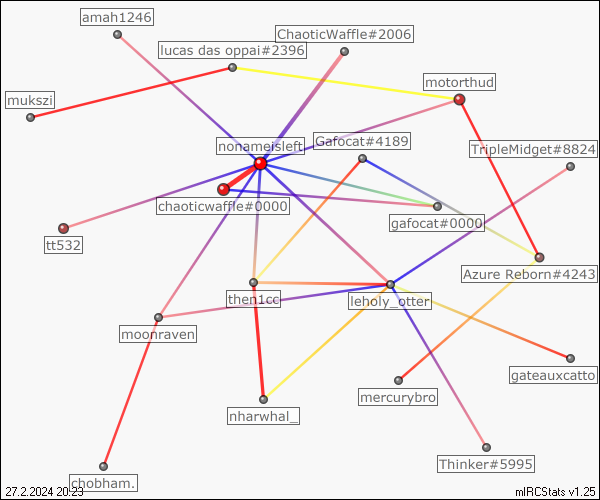 amah1246
ChaoticWaffle#2006
lucas das oppai#2396
motorthud
mukszi
nonameisleft
Gafocat#4189
TripleMidget#8824
chaoticwaffle#0000
gafocat#0000
tt532
Azure Reborn#4243
then1cc
leholy_otter
moonraven
gateauxcatto
mercurybro
nharwhal_
Thinker#5995
chobham.
27.2.2024 20:23
mIRCStats v1.25